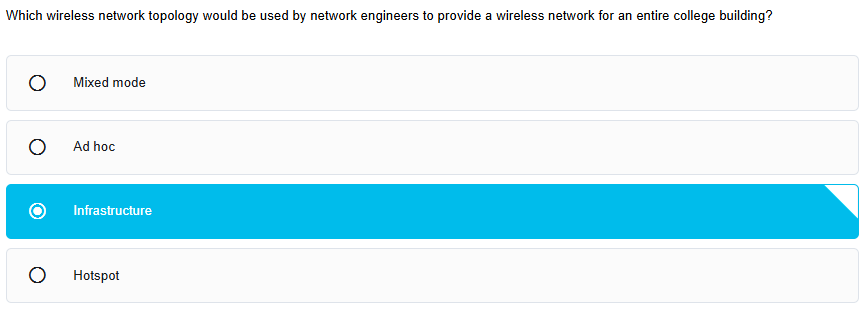 Which wireless network topology would be used by network engineers to provide a wireless network for an entire college building?
Mixed mode
Ad hoc
Infrastructure
Hotspot